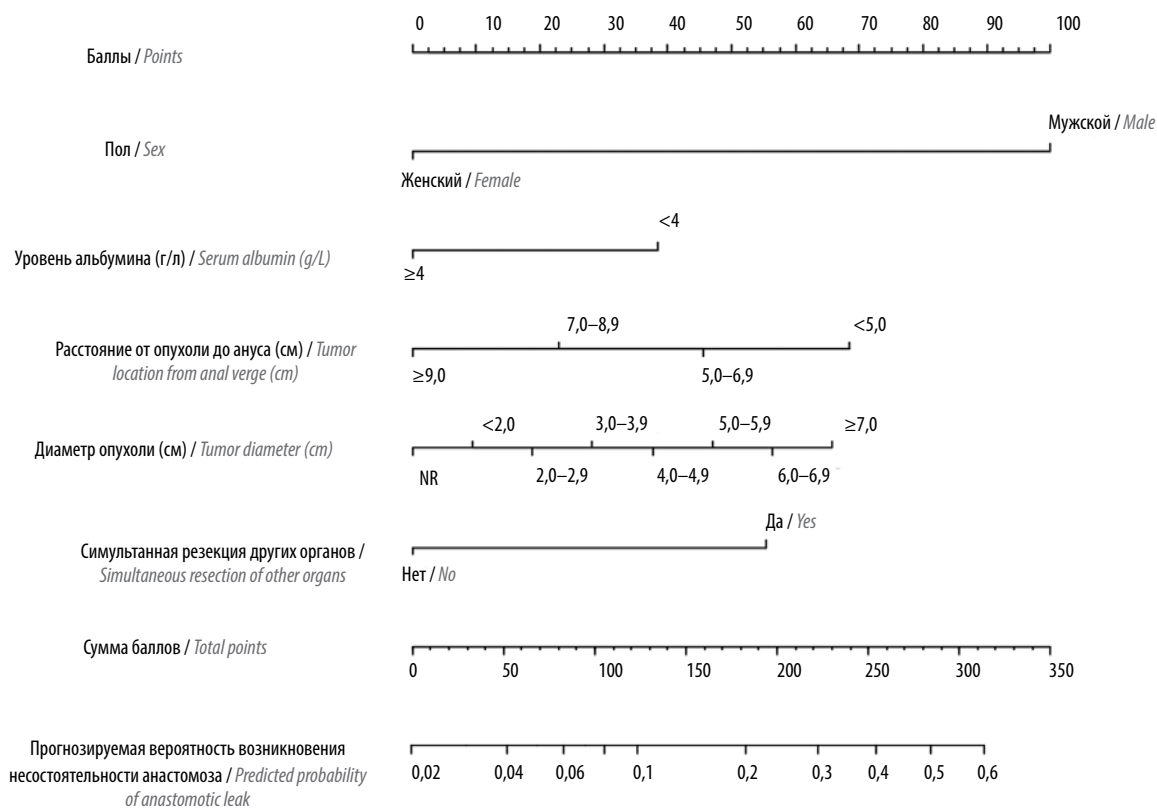 0 10 20 30 40 50 60 70 80 90 100
Баллы / Points
Мужской / Male
Пол / Sex
Женский / Female
<4
Уровень альбумина (г/л) / Serum albumin (g/L)
≥4
7,0–8,9 <5,0
Расстояние от опухоли до ануса (см) / Tumor
location from anal verge (cm)
≥9,0 5,0–6,9
<2,0 3,0–3,9 5,0–5,9 ≥7,0
Диаметр опухоли (см) / Tumor diameter (cm)
NR 2,0–2,9 4,0–4,9 6,0–6,9
Да / Yes
Симультанная резекция других органов /
Simultaneous resection of other organs
Нет / No
Сумма баллов / Total points
0 50 100 150 200 250 300 350
Прогнозируемая вероятность возникновения
несостоятельности анастомоза / Predicted probability
of anastomotic leak
0,02 0,04 0,06 0,1 0,2 0,3 0,4 0,5 0,6